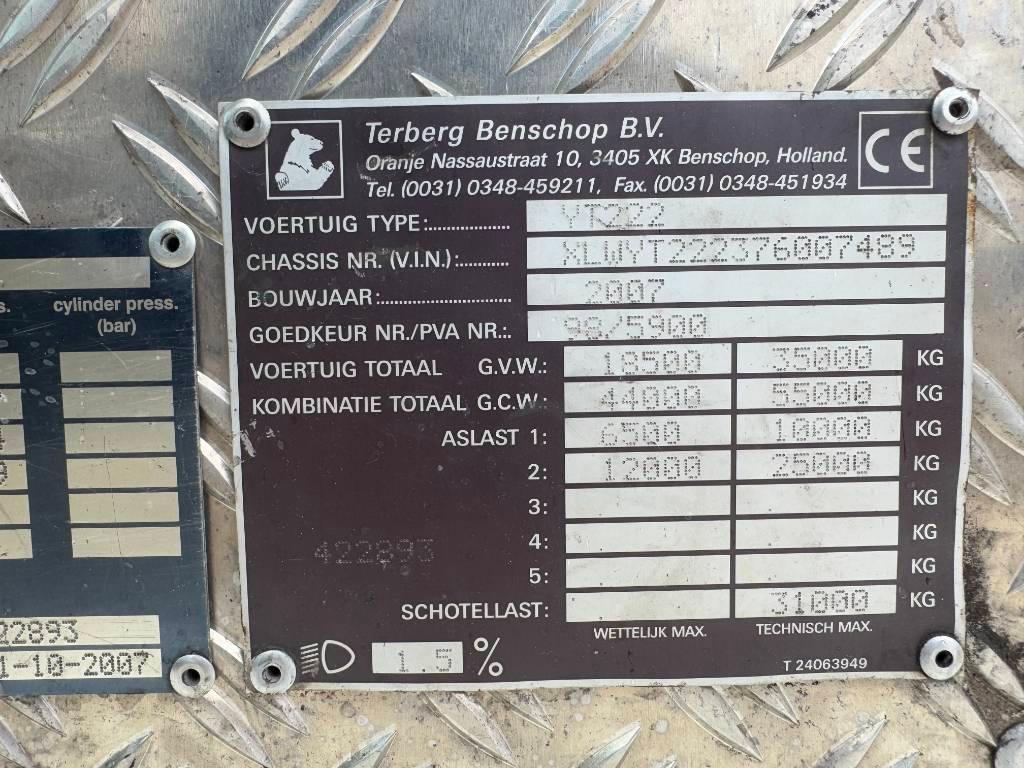 Terberg Benschop B.V.
Oranje Nassaustraat 10, 3405 XK Benschop, Holland.
Tel. (0031) 0348-459211, Fax. (0031) 0348-451934
CE
VOERTUIG TYPE:................... YT222
CHASSIS NR. (V.I.N.):........... XLWYT222376007489
BOUWJAAR:............................. 2007
GOEDKEUR NR./PVA NR.:.. 98/5900
VOERTUIG TOTAAL G.V.W.: 18500 35000 KG
KOMBINATIE TOTAAL G.C.W: 44000 55000 KG
ASLAST 1: 6500 10000 KG
2: 12000 25000 KG
3: KG
4: KG
5: KG
422893
SCHOTELLAST: 31000 KG
WETTELIJK MAX. TECHNISCH MAX.
1.5 %
T 24063949
cylinder press.
(bar)
22893
1-10-2007